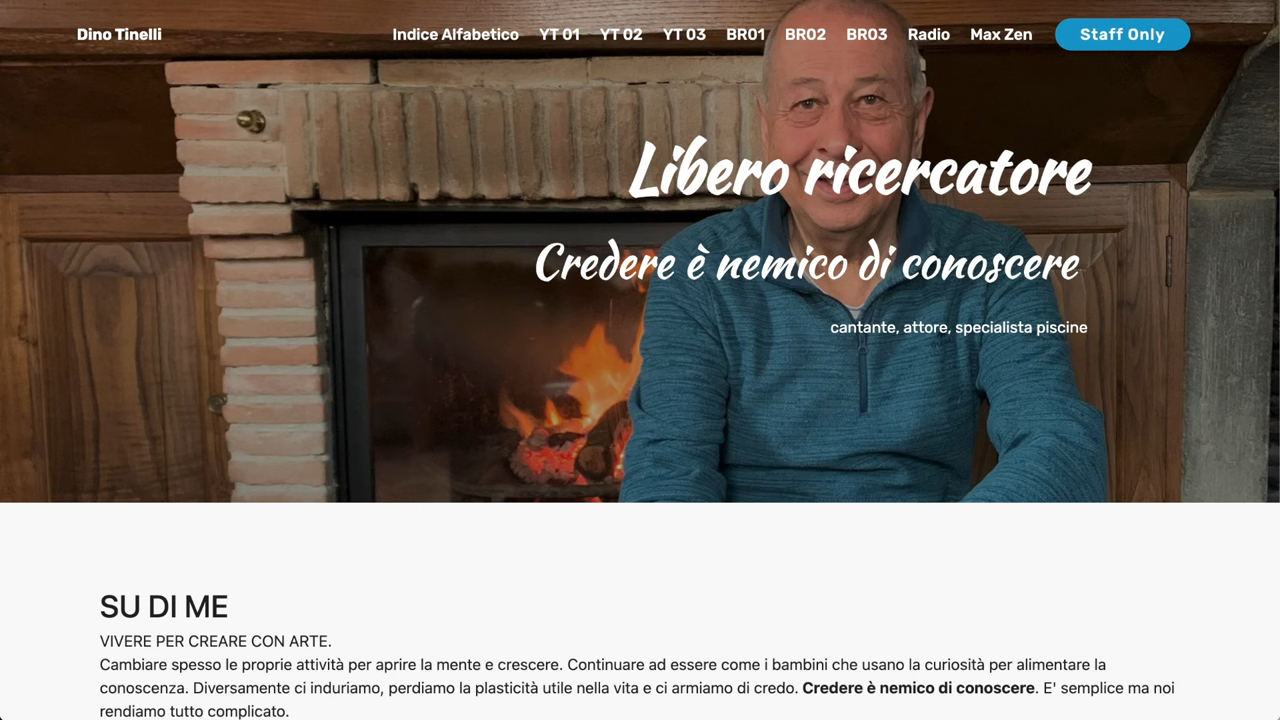 Dino Tinelli
Indice Alfabetico YT 01 YT 02 YT 03 BR01 BR02 BR03 Radio Max Zen Staff Only
Libero ricercatore
Credere è nemico di conoscere
cantante, attore, specialista piscine
SU DI ME
VIVERE PER CREARE CON ARTE.
Cambiare spesso le proprie attività per aprire la mente e crescere. Continuare ad essere come i bambini che usano la curiosità per alimentare la
conoscenza. Diversamente ci induriamo, perdiamo la plasticità utile nella vita e ci armiamo di credo. Credere è nemico di conoscere. E' semplice ma noi
rendiamo tutto complicato.